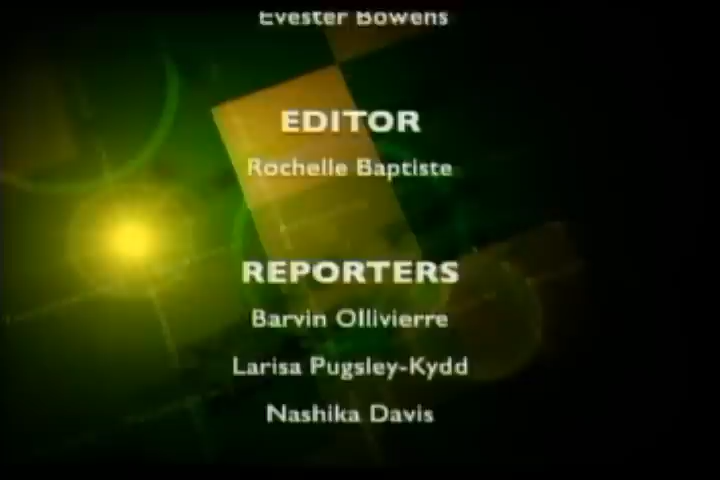 Evester Bowens
EDITOR
Rochelle Baptiste
REPORTERS
Barvin Ollivierre
Larisa Pugsley-Kydd
Nashika Davis